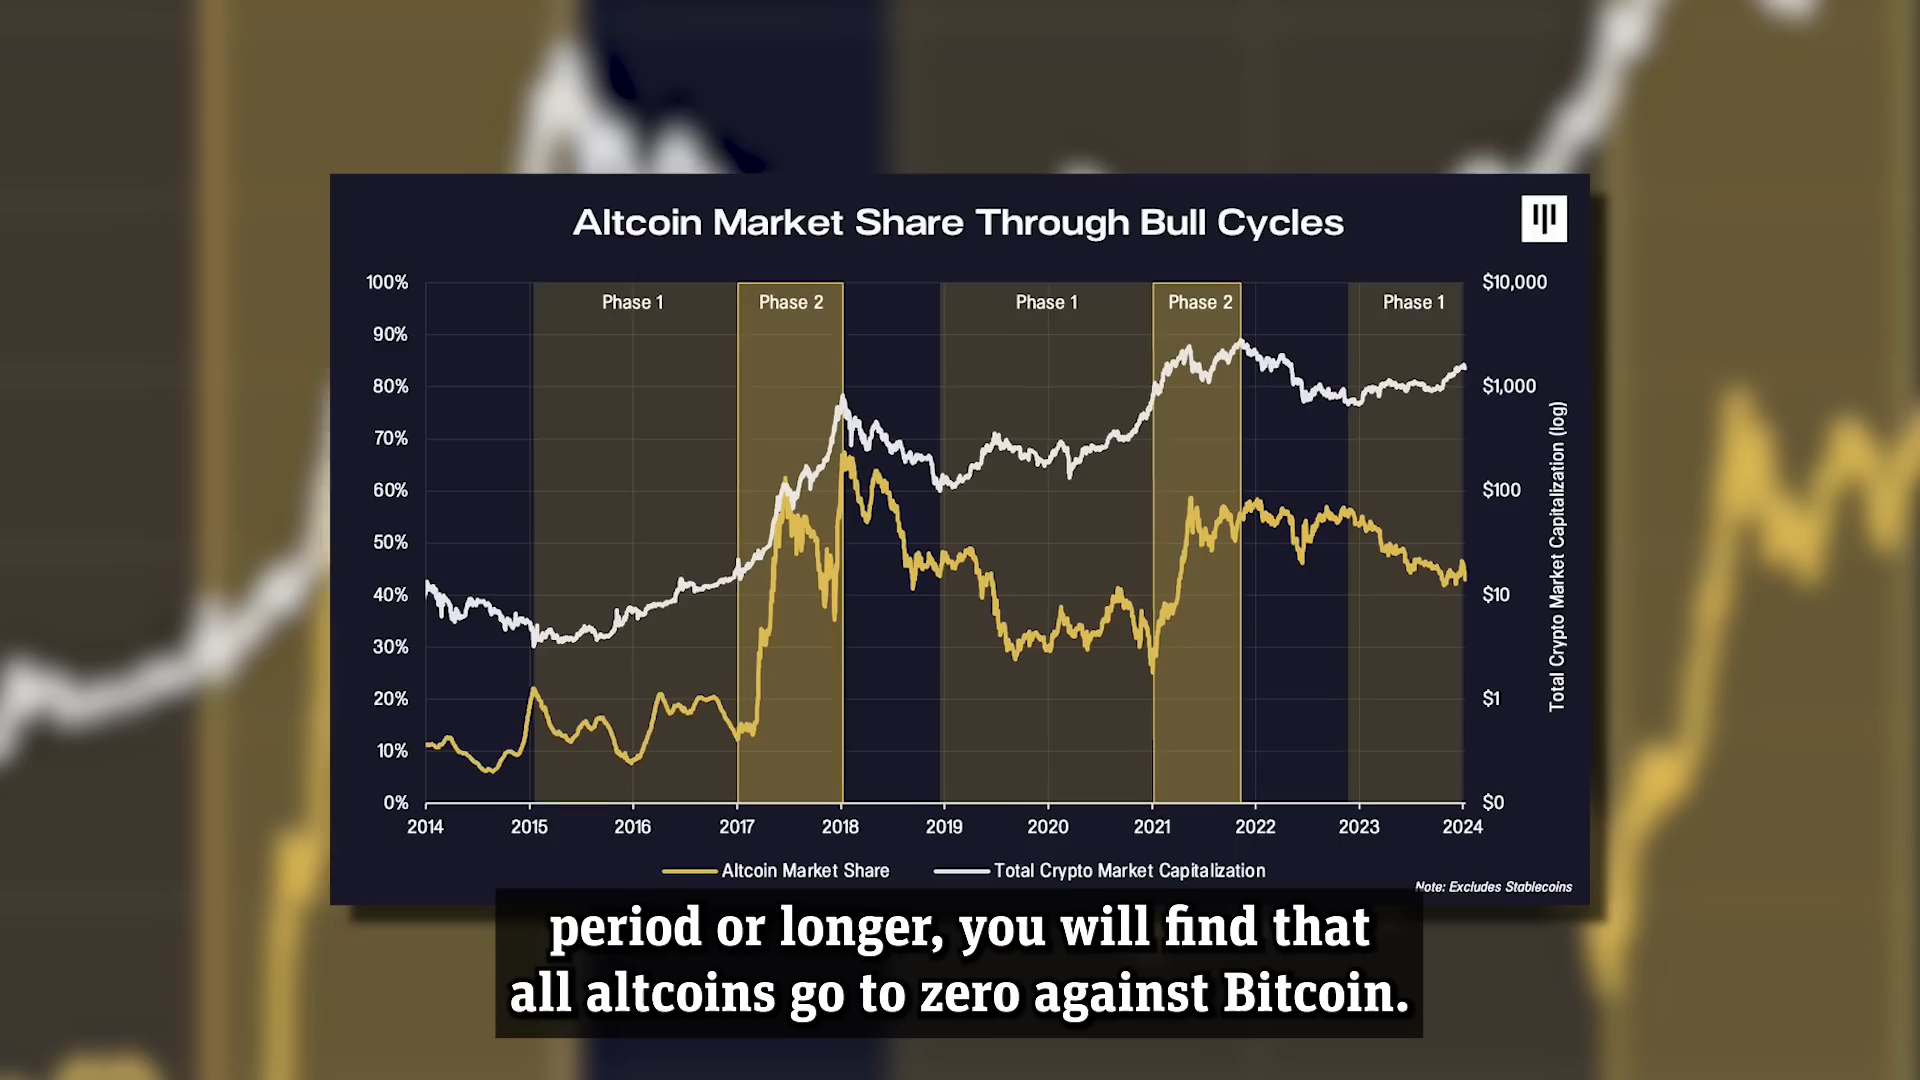 Altcoin Market Share Through Bull Cycles
100%
90%
80%
70%
60%
50%
40%
30%
20%
10%
0%
Phase 1
Phase 2
Phase 1
Phase 2
Phase 1
$10,000
$1,000
$100
$10
$1
$0
Total Crypto Market Capitalization (log)
2014 2015 2016 2017 2018 2019 2020 2021 2022 2023 2024
Altcoin Market Share Total Crypto Market Capitalization
Note: Excludes Stablecoins
period or longer, you will find that
all altcoins go to zero against Bitcoin.